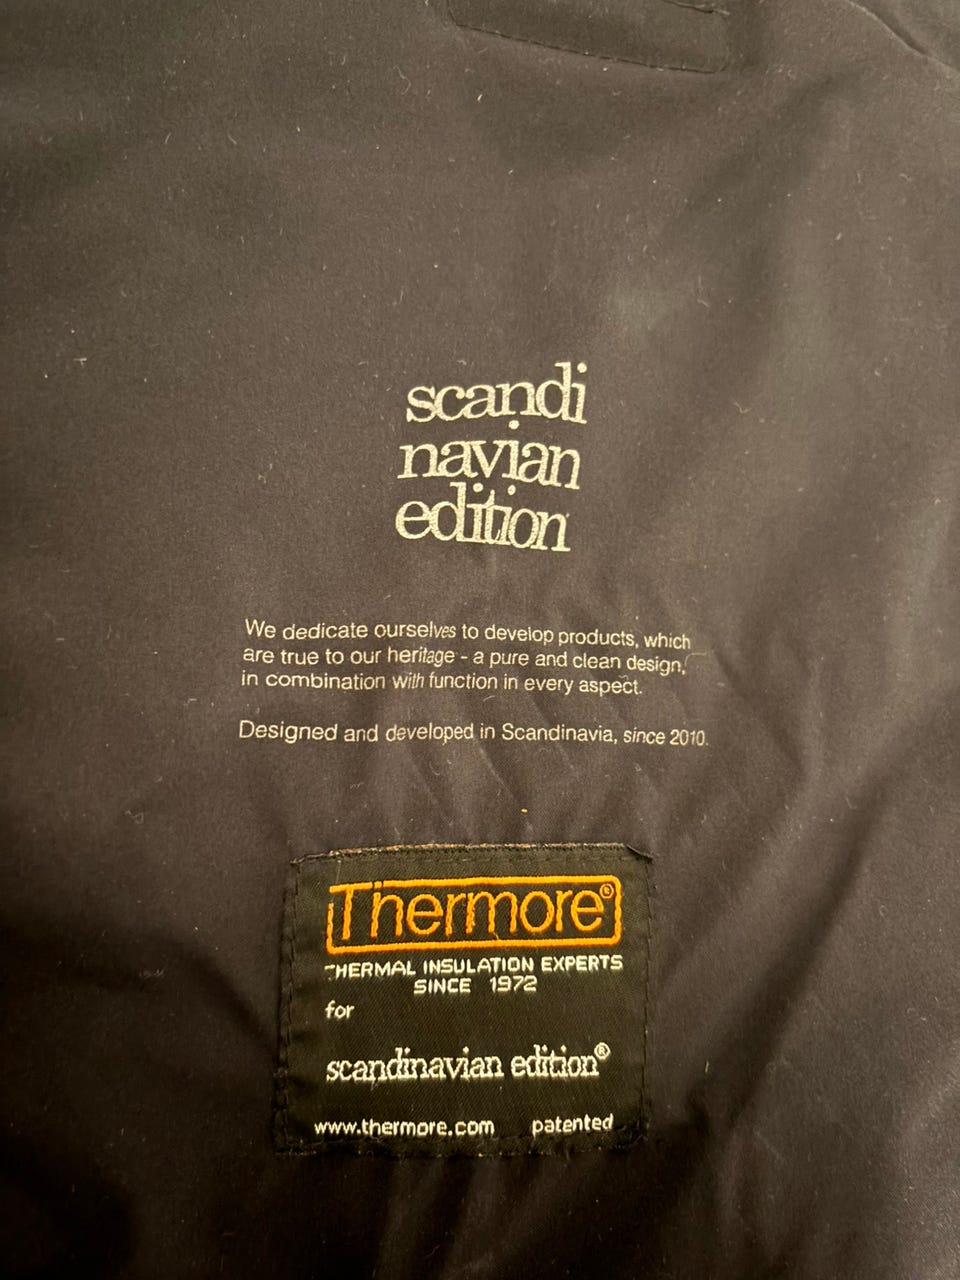 scandi
navian
edition
We dedicate ourselves to develop products, which
are true to our heritage - a pure and clean design,
in combination with function in every aspect.
Designed and developed in Scandinavia, since 2010.
Thermore®
THERMAL INSULATION EXPERTS
SINCE 1972
for
scandinavian edition®
www.thermore.com patented